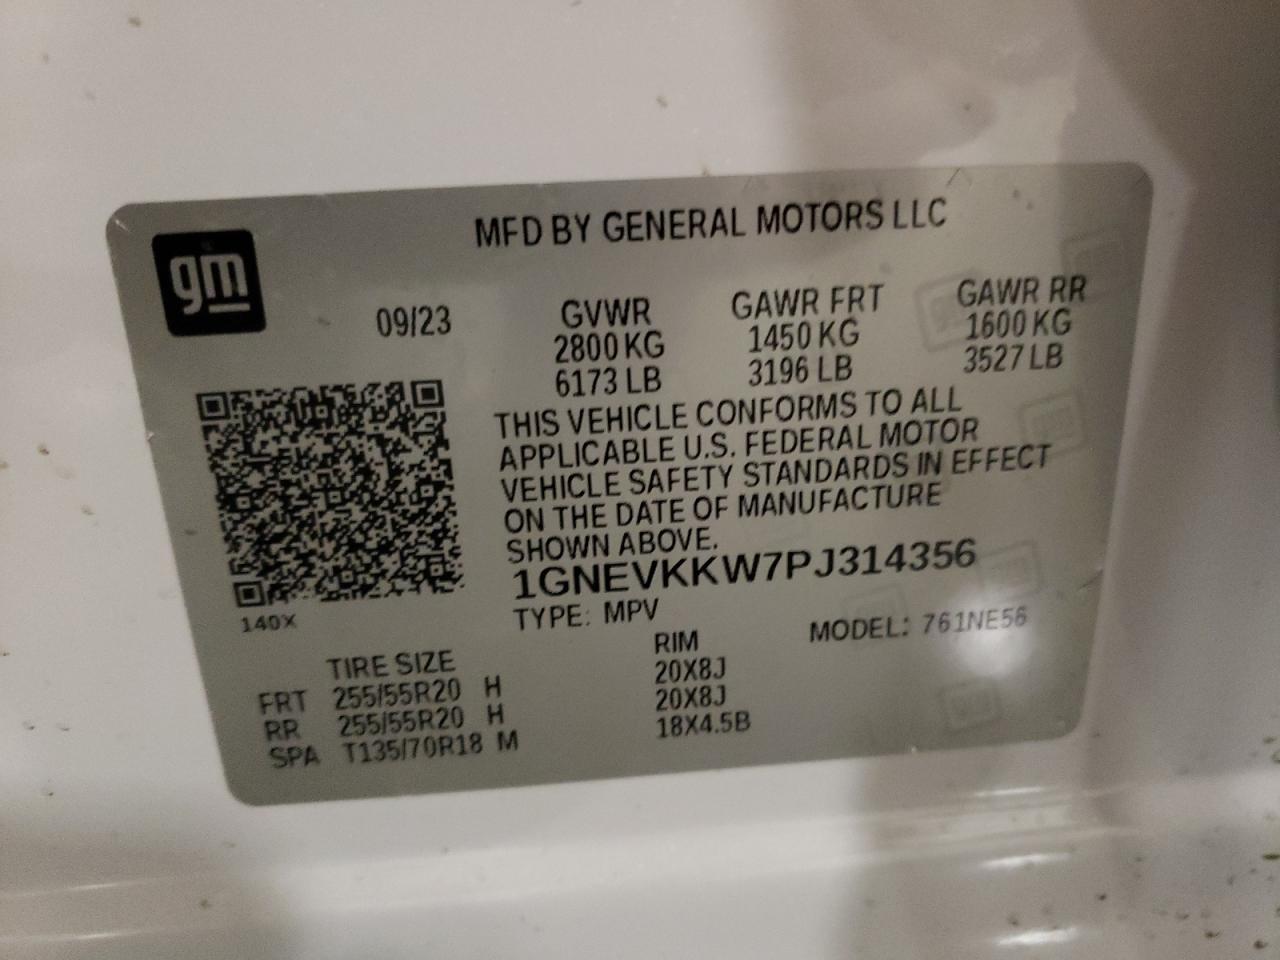 MFD BY GENERAL MOTORS LLC
gm
09/23 GVWR GAWR FRT GAWR RR
2800 KG 1450 KG 1600 KG
6173 LB 3196 LB 3527 LB
THIS VEHICLE CONFORMS TO ALL
APPLICABLE U.S. FEDERAL MOTOR
VEHICLE SAFETY STANDARDS IN EFFECT
ON THE DATE OF MANUFACTURE
SHOWN ABOVE.
1GNEVKKW7PJ314356
140X
TYPE: MPV MODEL: 761NE56
TIRE SIZE RIM
FRT 255/55R20 H 20X8J
RR 255/55R20 H 20X8J
SPA T135/70R18 M 18X4.5B